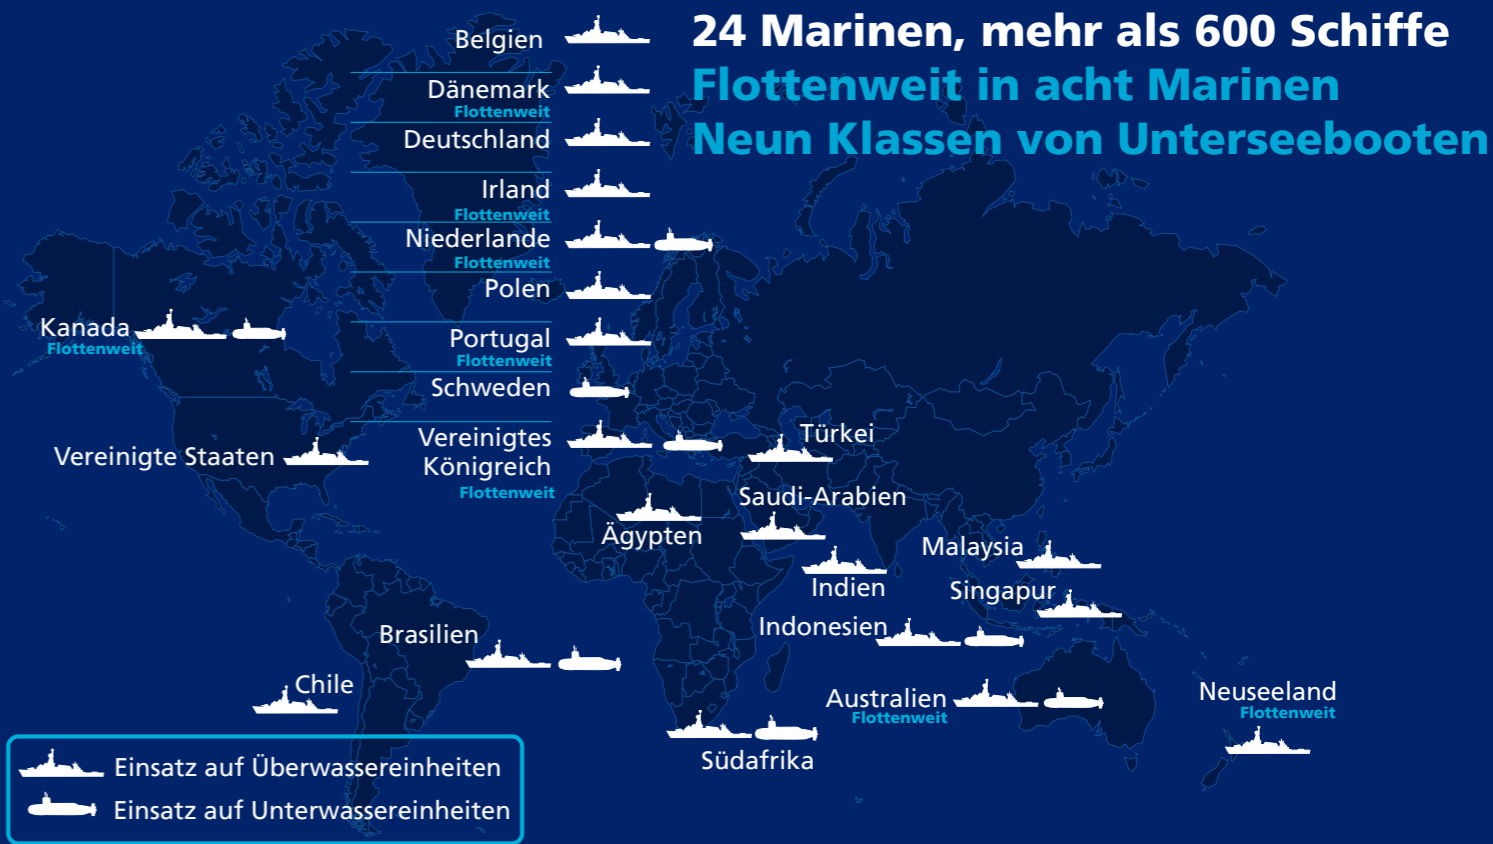 24 Marinen, mehr als 600 Schiffe
Flottenweit in acht Marinen
Neun Klassen von Unterseebooten
Belgien
Dänemark
Flottenweit
Deutschland
Irland
Flottenweit
Niederlande
Flottenweit
Polen
Portugal
Flottenweit
Schweden
Vereinigtes
Königreich
Flottenweit
Kanada
Flottenweit
Vereinigte Staaten
Türkei
Saudi-Arabien
Ägypten
Malaysia
Indien
Singapur
Indonesien
Brasilien
Chile
Australien
Flottenweit
Neuseeland
Flottenweit
Südafrika
Einsatz auf Überwassereinheiten
Einsatz auf Unterwassereinheiten